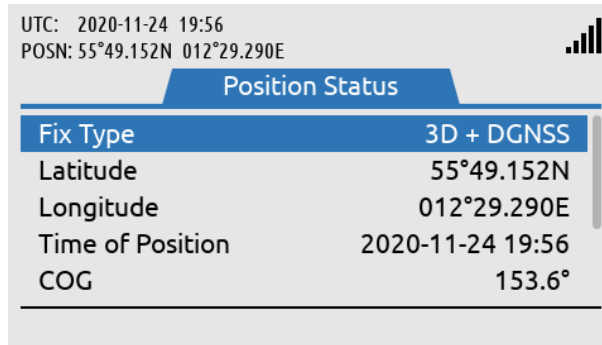 UTC: 2020-11-24 19:56
POSN: 55°49.152N 012°29.290E
Position Status
Fix Type 3D + DGNSS
Latitude 55°49.152N
Longitude 012°29.290E
Time of Position 2020-11-24 19:56
COG 153.6°